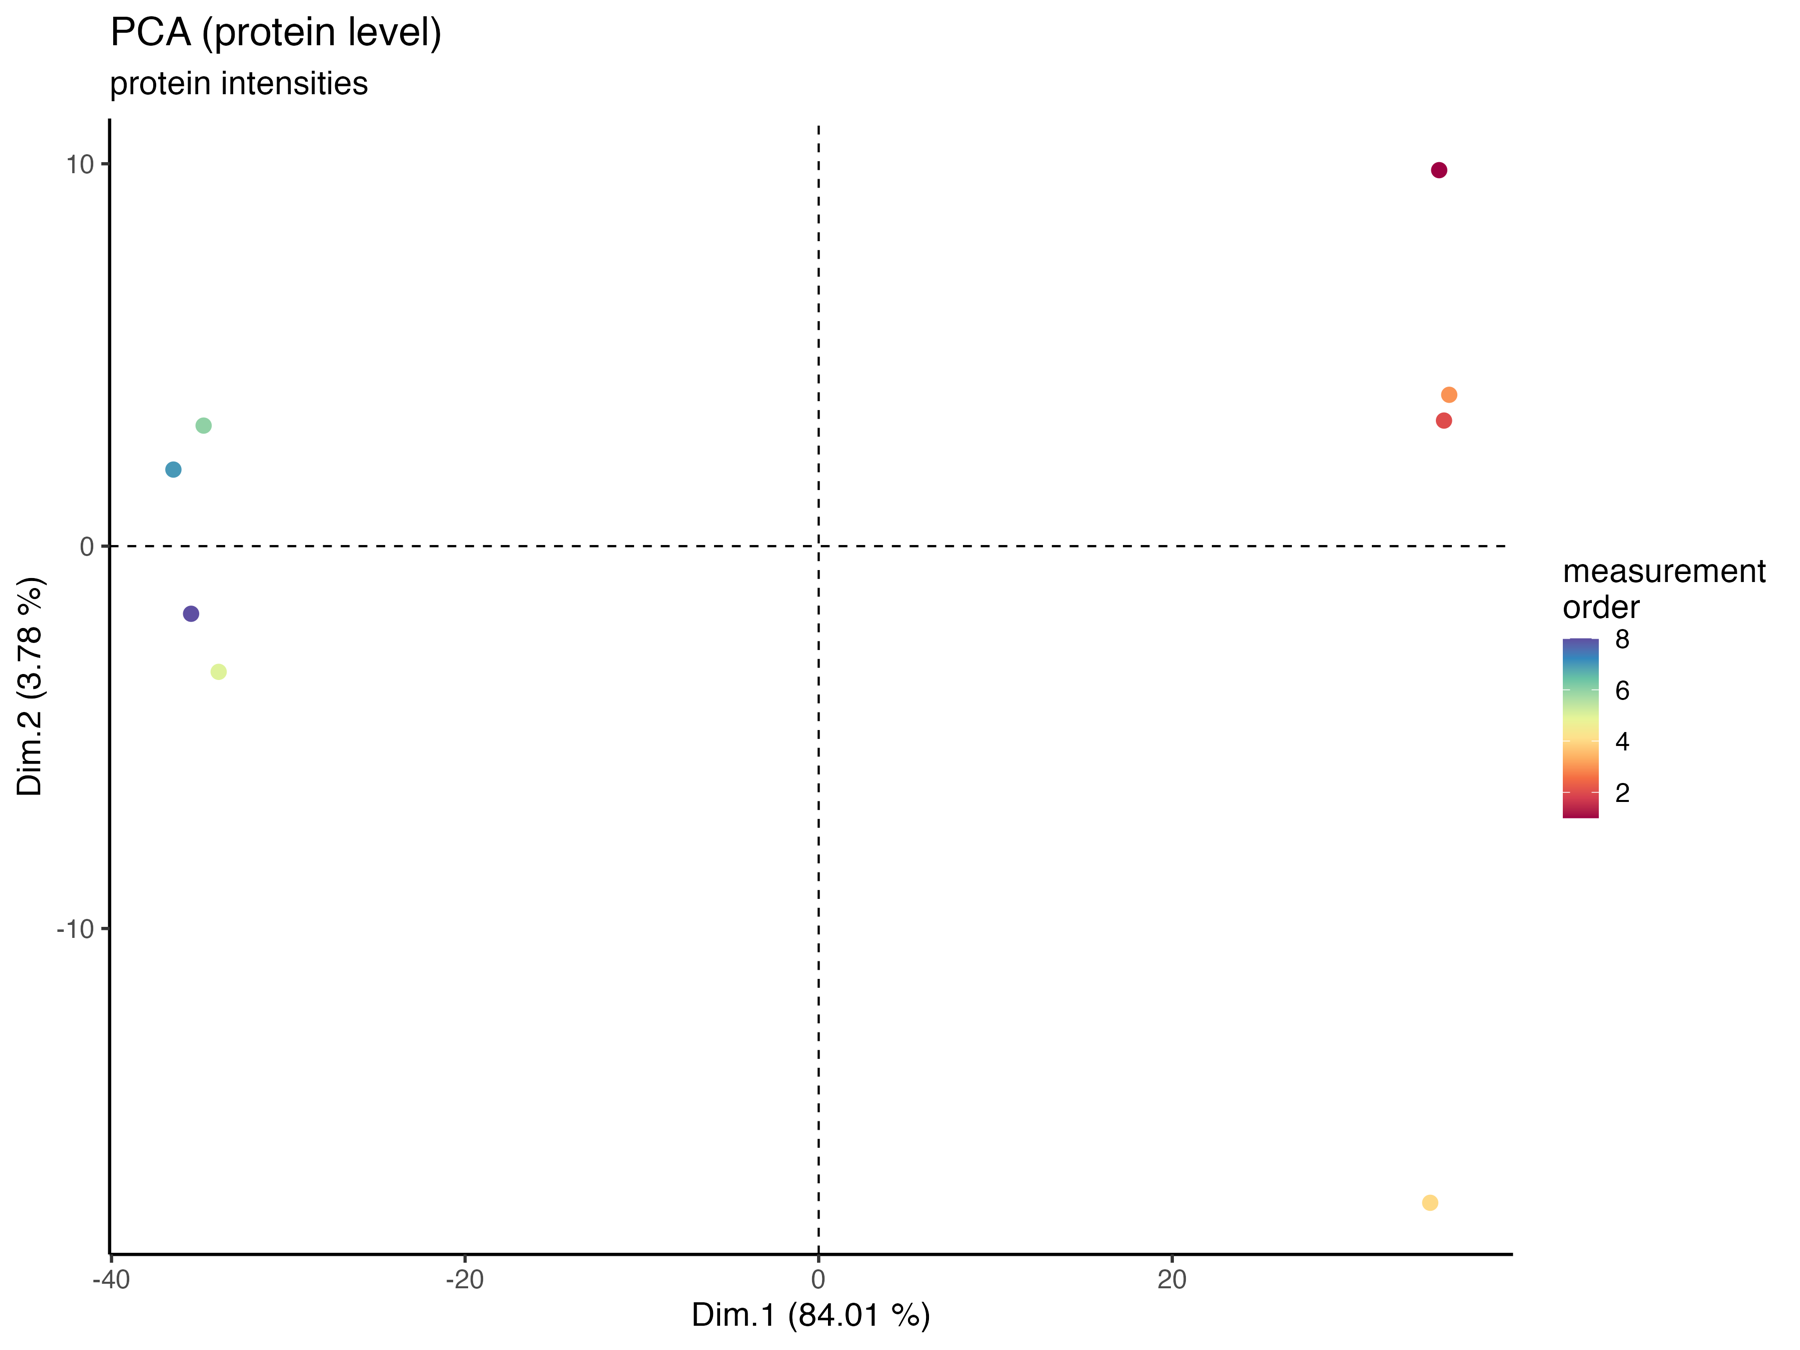 PCA (protein level)
protein intensities
10
0
-10
Dim.2 (3.78 %)
-40
-20
0
20
Dim.1 (84.01 %)
measurement
order
8
6
4
2